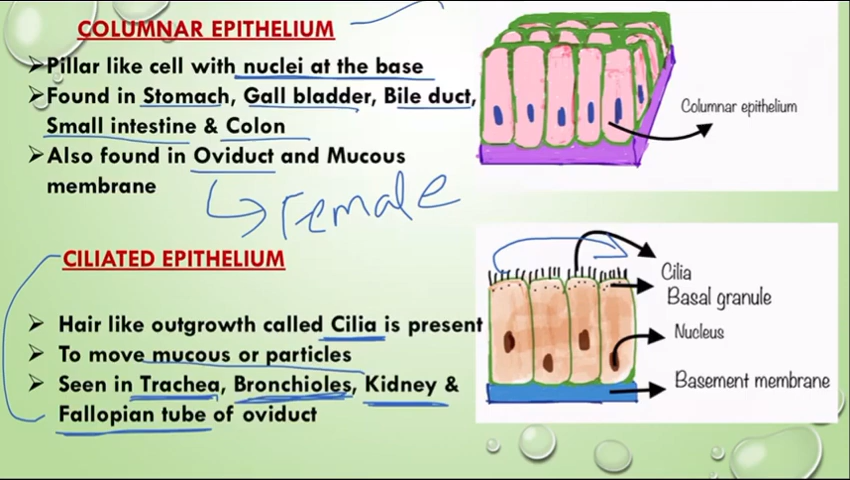 COLUMNAR EPITHELIUM
➢Pillar like cell with nuclei at the base
➢Found in Stomach, Gall bladder, Bile duct,
Small intestine & Colon
➢Also found in Oviduct and Mucous
membrane
Female
Columnar epithelium
CILIATED EPITHELIUM
➢ Hair like outgrowth called Cilia is present
➢ To move mucous or particles
➢ Seen in Trachea, Bronchioles, Kidney &
Fallopian tube of oviduct
Cilia
Basal granule
Nucleus
Basement membrane